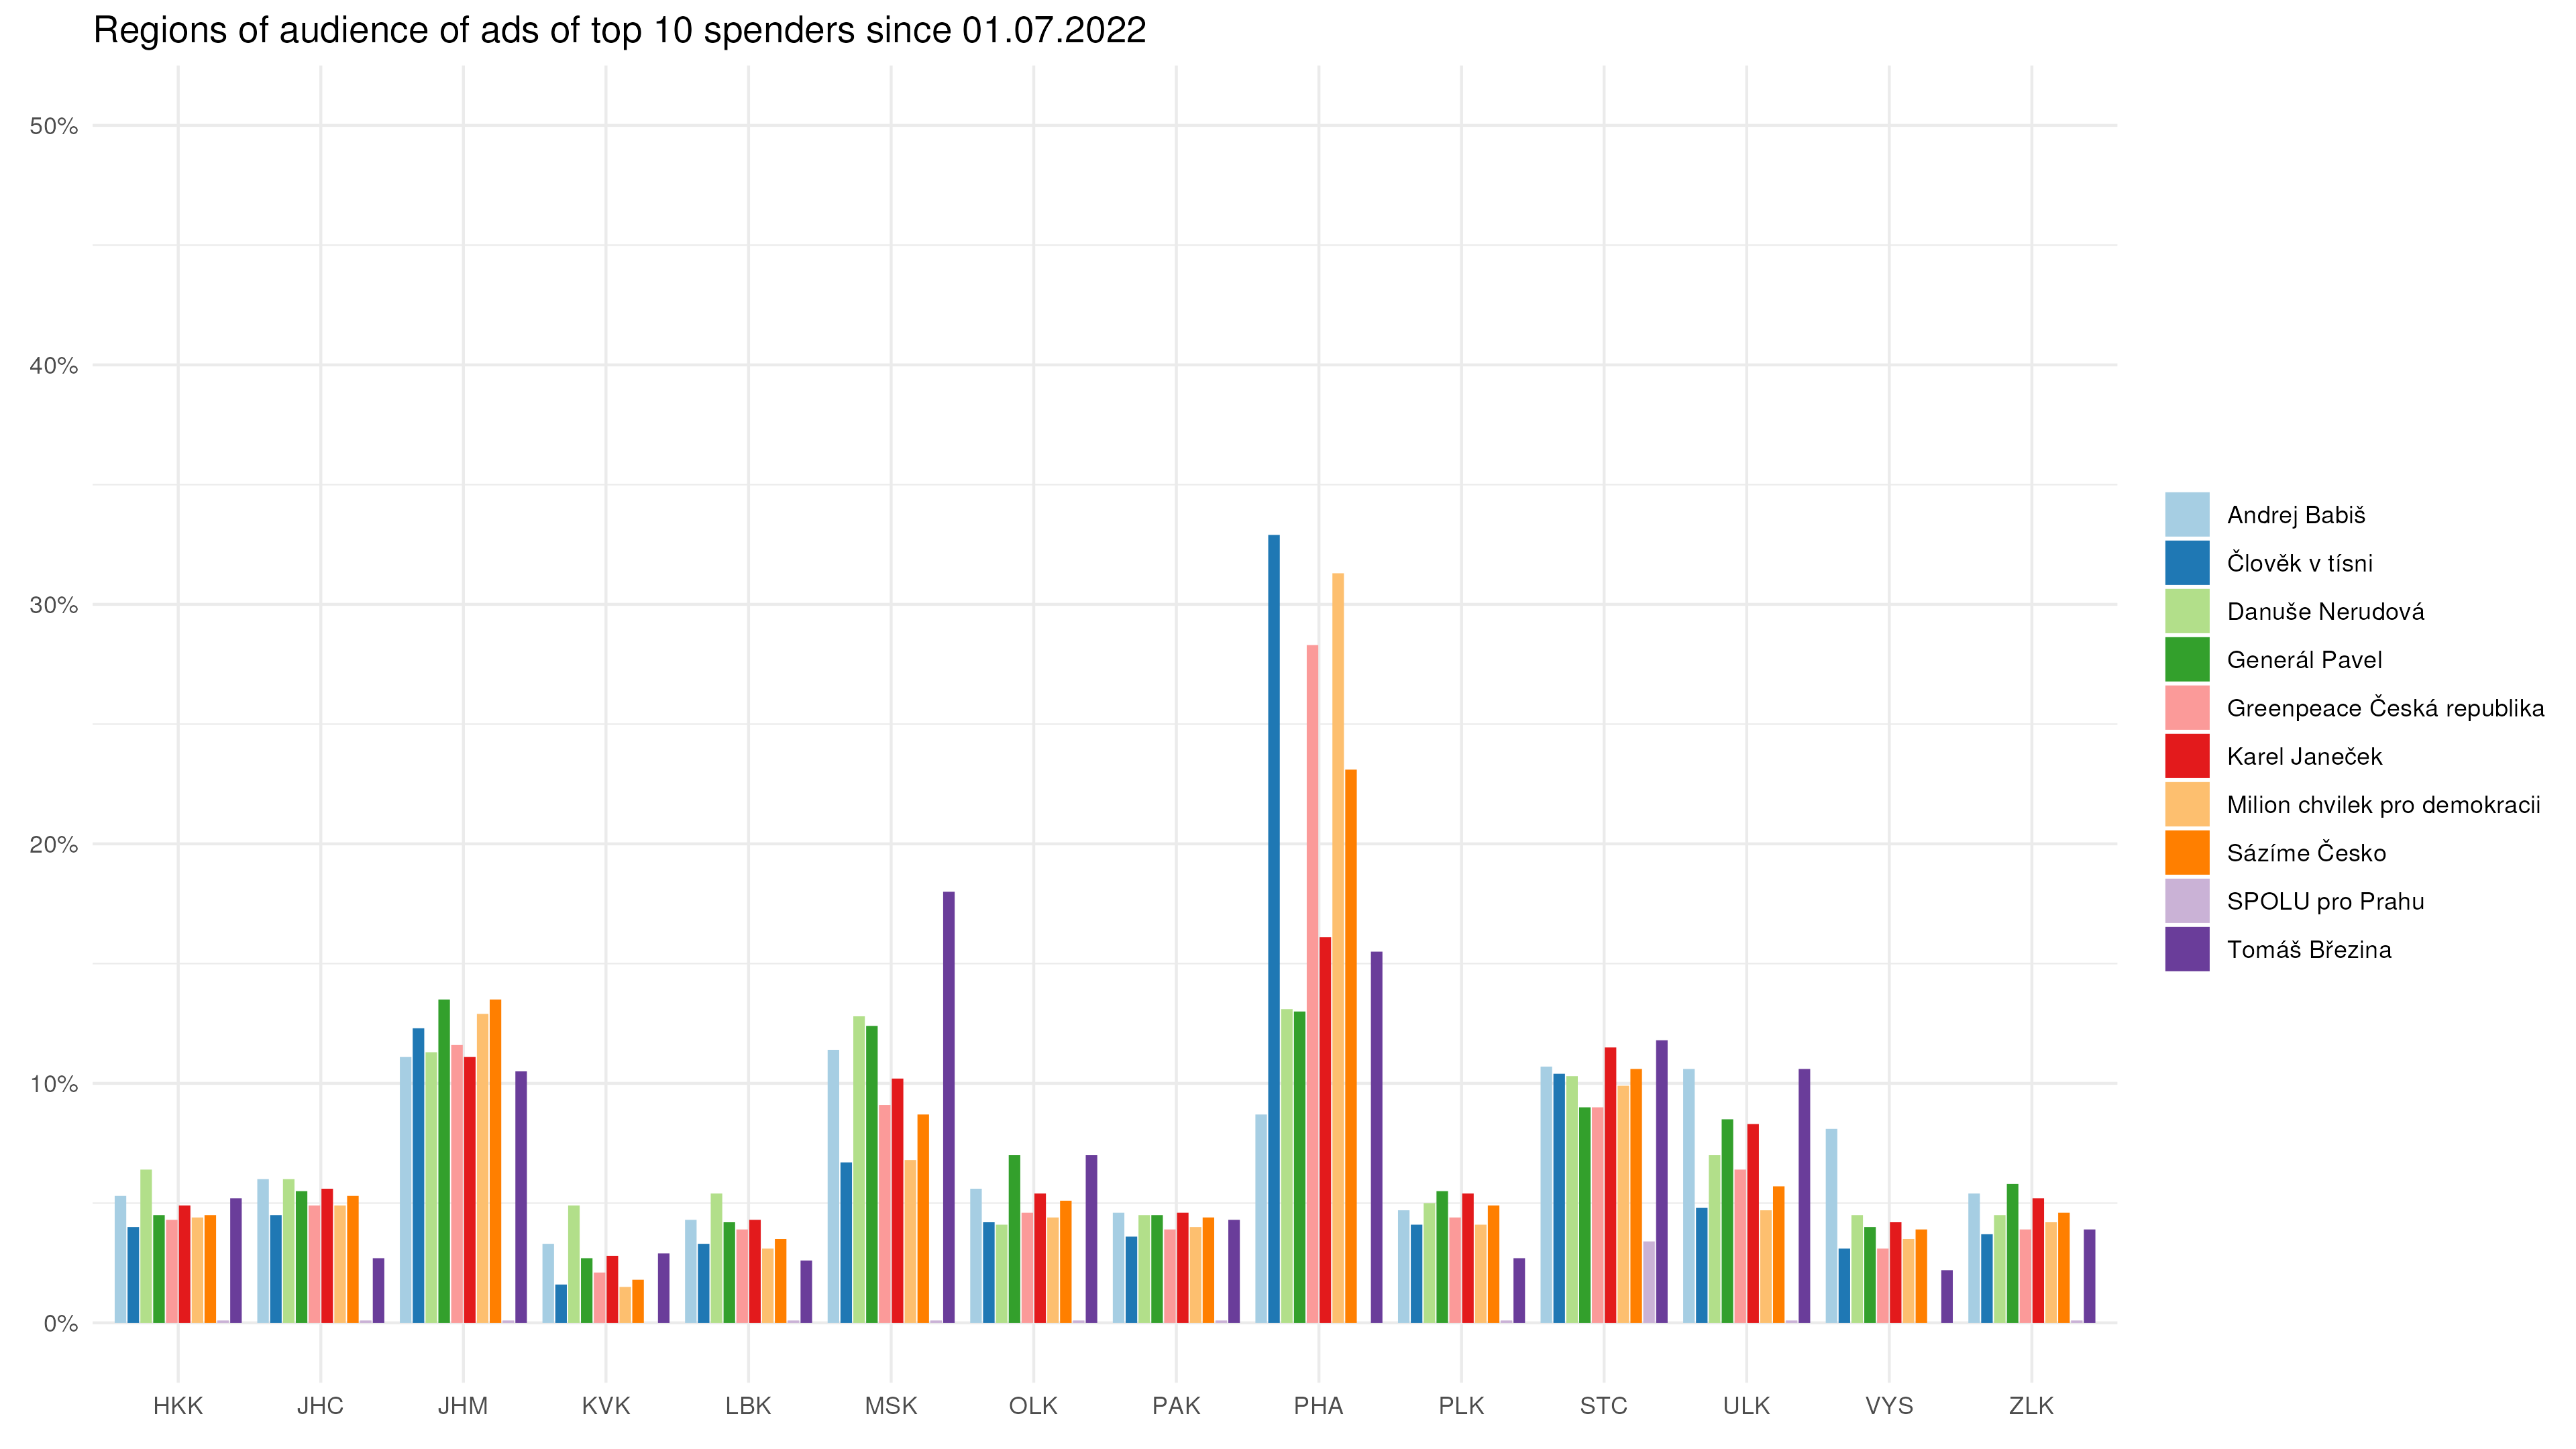 Regions of audience of ads of top 10 spenders since 01.07.2022
50%
40%
30%
20%
10%
0%
HKK JHC JHM KVK LBK MSK OLK PAK PHA PLK STC ULK VYS ZLK
Andrej Babiš
Člověk v tísni
Danuše Nerudová
Generál Pavel
Greenpeace Česká republika
Karel Janeček
Milion chvilek pro demokracii
Sázíme Česko
SPOLU pro Prahu
Tomáš Březina